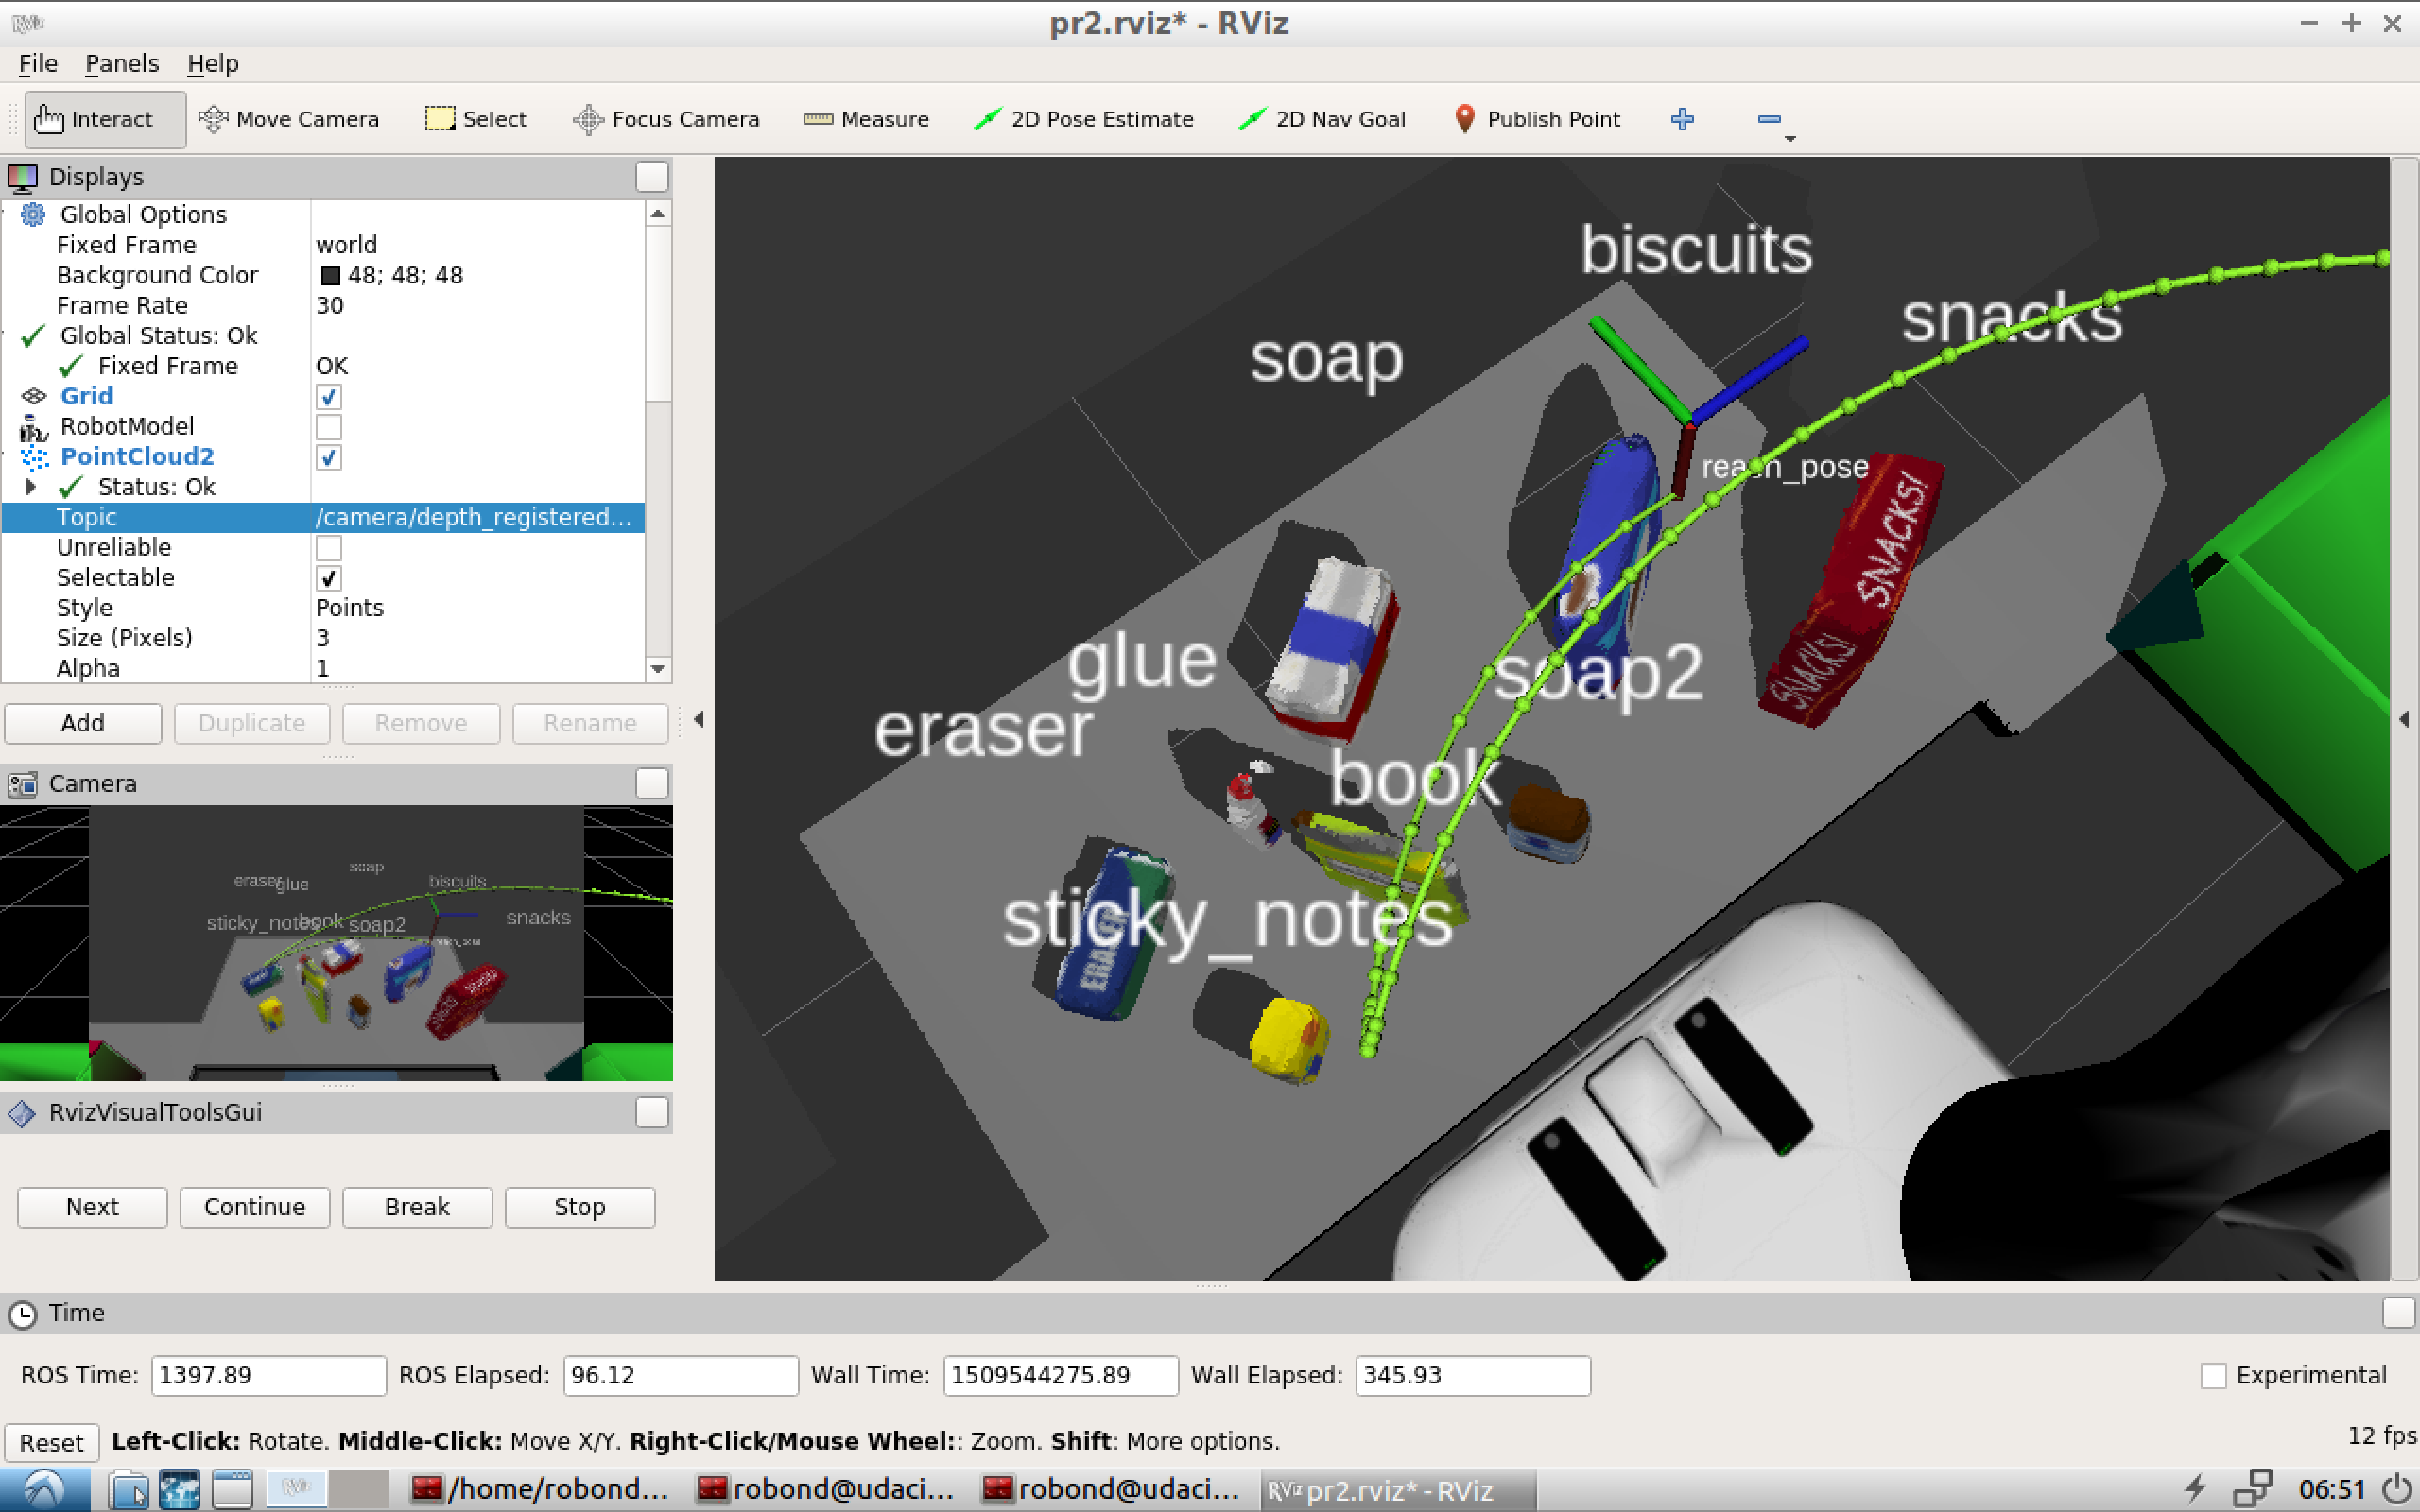 pr2.rviz* - RViz
File Panels Help
Interact Move Camera Select Focus Camera Measure 2D Pose Estimate 2D Nav Goal Publish Point
Displays
Global Options
Fixed Frame world
Background Color 48; 48; 48
Frame Rate 30
Global Status: Ok
Fixed Frame OK
Grid
RobotModel
PointCloud2
Status: Ok
Topic /camera/depth_registered...
Unreliable
Selectable
Style Points
Size (Pixels) 3
Alpha 1
Add Duplicate Remove Rename
Camera
soap
eraser glue biscuits
sticky_notes book soap2 snacks
RvizVisualToolsGui
Next Continue Break Stop
biscuits
snacks
soap
reach_pose
SNACKS!
SNACKS!
glue
soap2
eraser
book
sticky_notes
ERASER
Time
ROS Time: 1397.89 ROS Elapsed: 96.12 Wall Time: 1509544275.89 Wall Elapsed: 345.93 Experimental
Reset Left-Click: Rotate. Middle-Click: Move X/Y. Right-Click/Mouse Wheel:: Zoom. Shift: More options. 12 fps
/home/robond... robond@udaci... robond@udaci... RViz pr2.rviz* - RViz 06:51